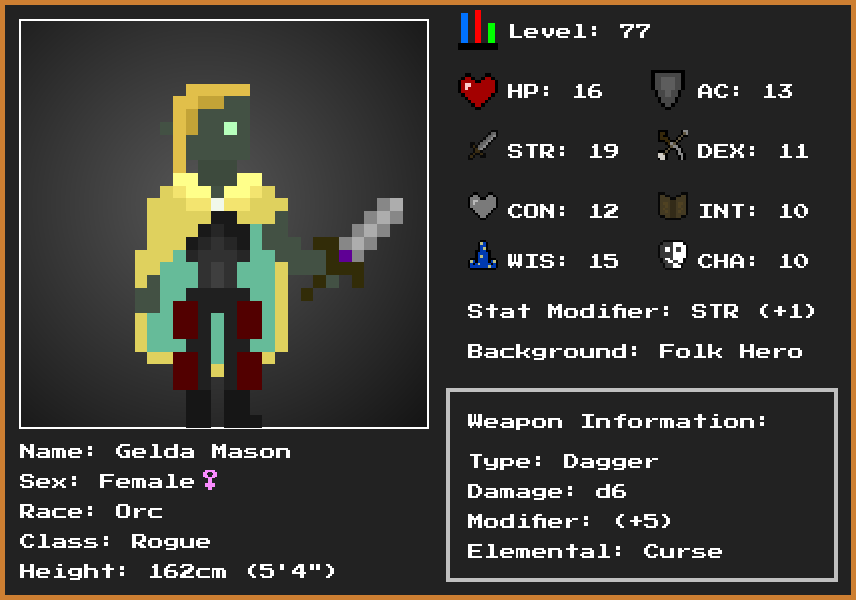 Level: 77
HP: 16
AC: 13
STR: 19
DEX: 11
CON: 12
INT: 10
WIS: 15
CHA: 10
Stat Modifier: STR (+1)
Background: Folk Hero
Weapon Information:
Type: Dagger
Damage: d6
Modifier: (+5)
Elemental: Curse
Name: Gelda Mason
Sex: Female♀
Race: Orc
Class: Rogue
Height: 162cm (5'4")